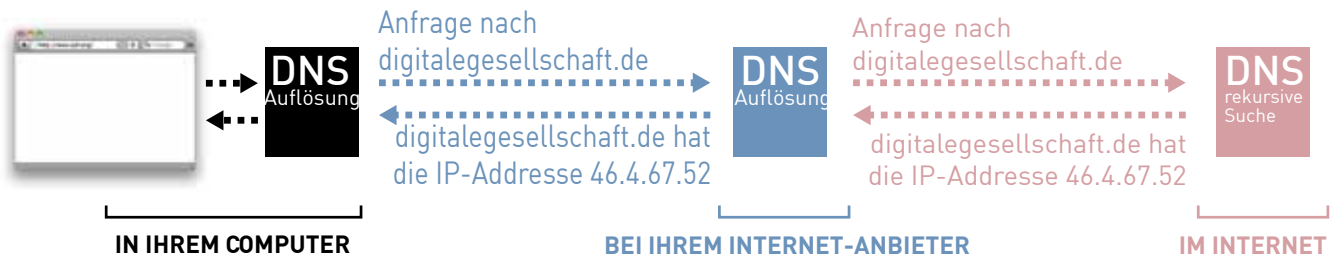 DNS
Auflösung
Anfrage nach
digitalegesellschaft.de
digitalegesellschaft.de hat
die IP-Addresse 46.4.67.52
DNS
Auflösung
Anfrage nach
digitalegesellschaft.de
digitalegesellschaft.de hat
die IP-Addresse 46.4.67.52
DNS
rekursive
Suche
IN IHREM COMPUTER
BEI IHREM INTERNET-ANBIETER
IM INTERNET